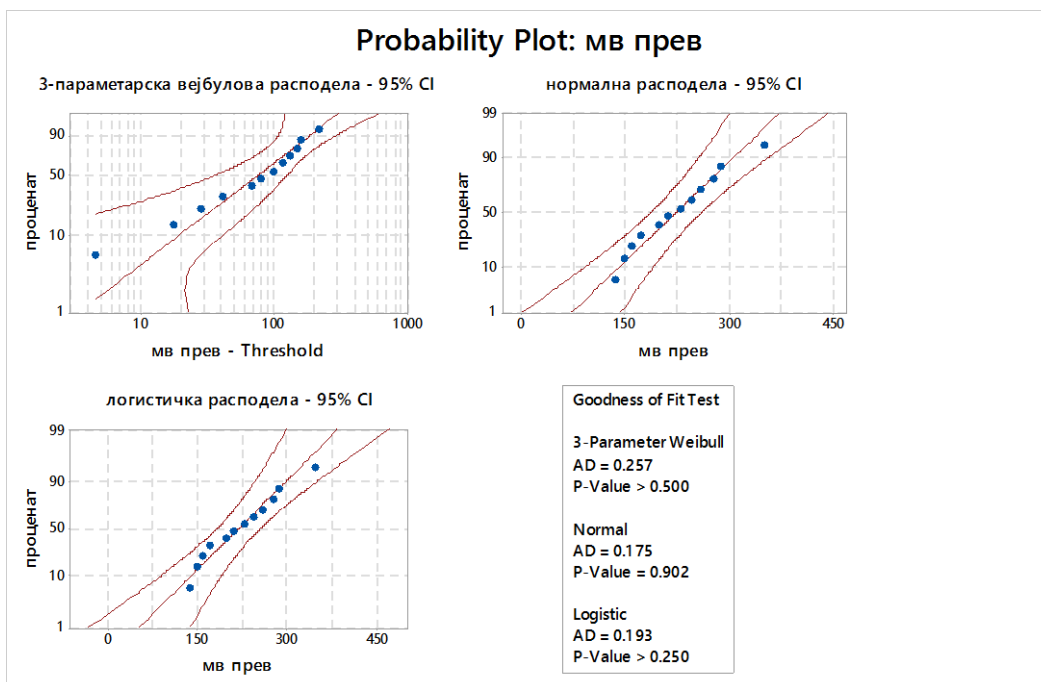 Probability Plot: мв прев
3-параметарска вејбулова расподела - 95% CI
90
50
10
1
10
100
1000
проценат
мв прев - Threshold
нормална расподела - 95% CI
99
90
50
10
1
0
150
300
450
проценат
мв прев
логистичка расподела - 95% CI
99
90
50
10
1
0
150
300
450
проценат
мв прев
Goodness of Fit Test
3-Parameter Weibull
AD = 0.257
P-Value > 0.500
Normal
AD = 0.175
P-Value = 0.902
Logistic
AD = 0.193
P-Value > 0.250